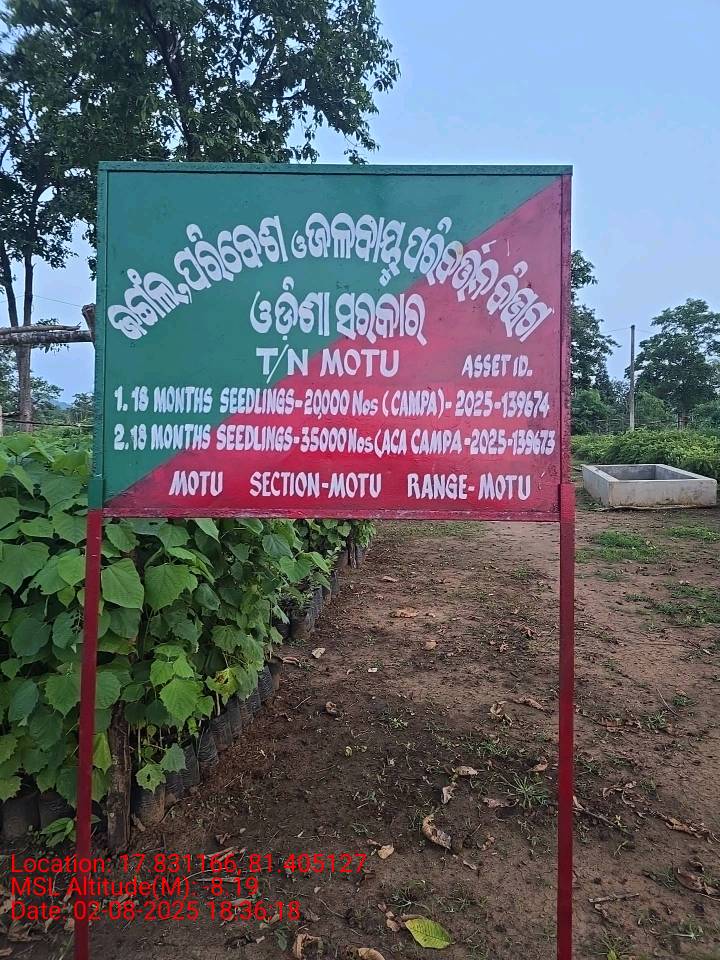 ଜଙ୍ଗଲ, ପରିବେଶ ଓ ଜଳବାୟୁ ପରିବର୍ତ୍ତନ ବିଭାଗ
ଓଡ଼ିଶା ସରକାର
T/N MOTU ASSET ID.
1. 18 MONTHS SEEDLINGS-20,000 Nos (CAMPA)- 2025-139674
2. 18 MONTHS SEEDLINGS-35000 Nos (ACA CAMPA -2025-139673
MOTU SECTION-MOTU RANGE-MOTU
Location: 17.831166, 81.405127
MSL Altitude(M): -8.19
Date: 02-08-2025 18:36:18